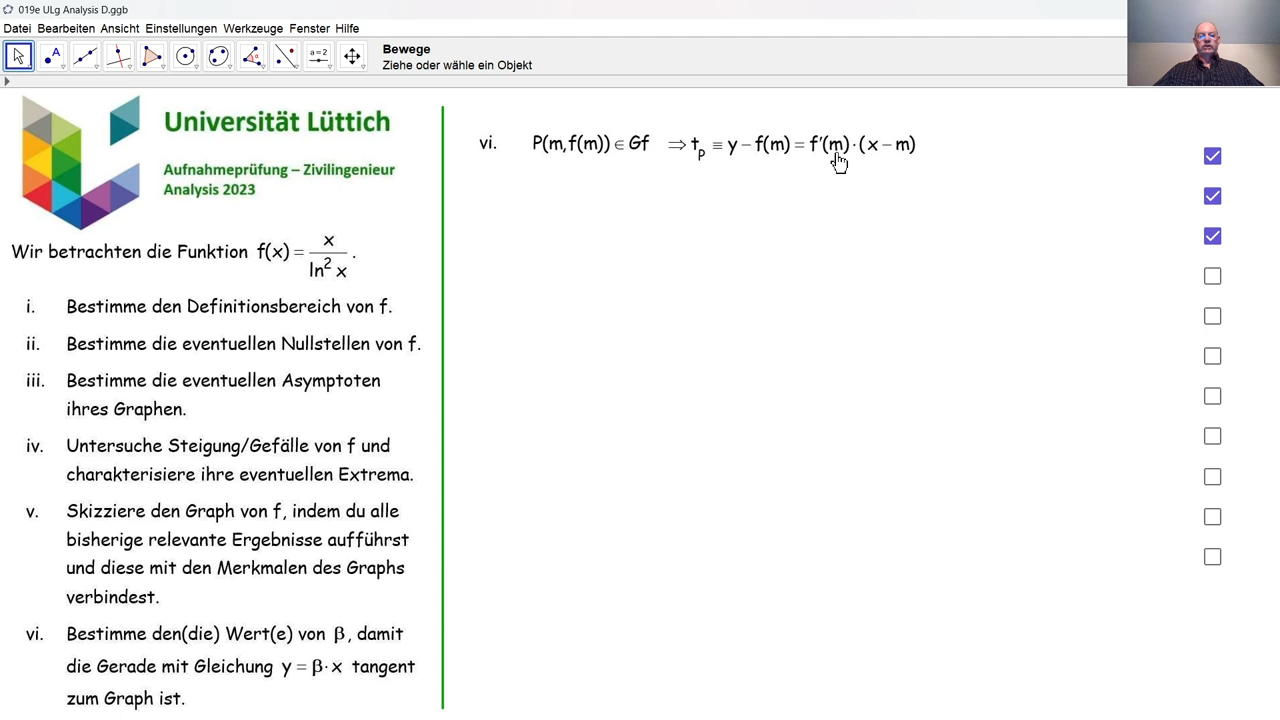 019e ULg Analysis D.ggb
Datei Bearbeiten Ansicht Einstellungen Werkzeuge Fenster Hilfe
A
a=2
Bewege
Ziehe oder wähle ein Objekt
Universität Lüttich
Aufnahmeprüfung – Zivilingenieur
Analysis 2023
Wir betrachten die Funktion f(x) = x / ln² x .
i. Bestimme den Definitionsbereich von f.
ii. Bestimme die eventuellen Nullstellen von f.
iii. Bestimme die eventuellen Asymptoten
ihres Graphen.
iv. Untersuche Steigung/Gefälle von f und
charakterisiere ihre eventuellen Extrema.
v. Skizziere den Graph von f, indem du alle
bisherige relevante Ergebnisse aufführst
und diese mit den Merkmalen des Graphs
verbindest.
vi. Bestimme den(die) Wert(e) von β, damit
die Gerade mit Gleichung y = β·x tangent
zum Graph ist.
vi. P(m,f(m)) ∈ Gf ⇒ t_p ≡ y − f(m) = f'(m)·(x − m)